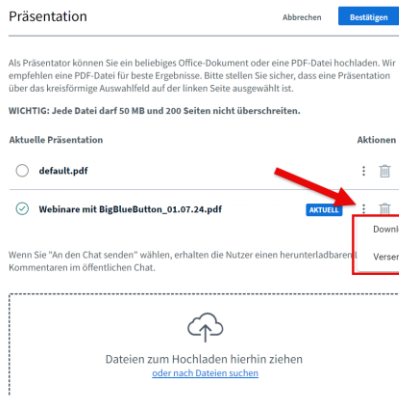 Präsentation
Abbrechen
Bestätigen
Als Präsentator können Sie ein beliebiges Office-Dokument oder eine PDF-Datei hochladen. Wir
empfehlen eine PDF-Datei für beste Ergebnisse. Bitte stellen Sie sicher, dass eine Präsentation
über das kreisförmige Auswahlfeld auf der linken Seite ausgewählt ist.
WICHTIG: Jede Datei darf 50 MB und 200 Seiten nicht überschreiten.
Aktuelle Präsentation
Aktionen
default.pdf
Webinare mit BigBlueButton_01.07.24.pdf
AKTUELL
Downl
Verser
Wenn Sie "An den Chat senden" wählen, erhalten die Nutzer einen herunterladbaren
Kommentaren im öffentlichen Chat.
Dateien zum Hochladen hierhin ziehen
oder nach Dateien suchen